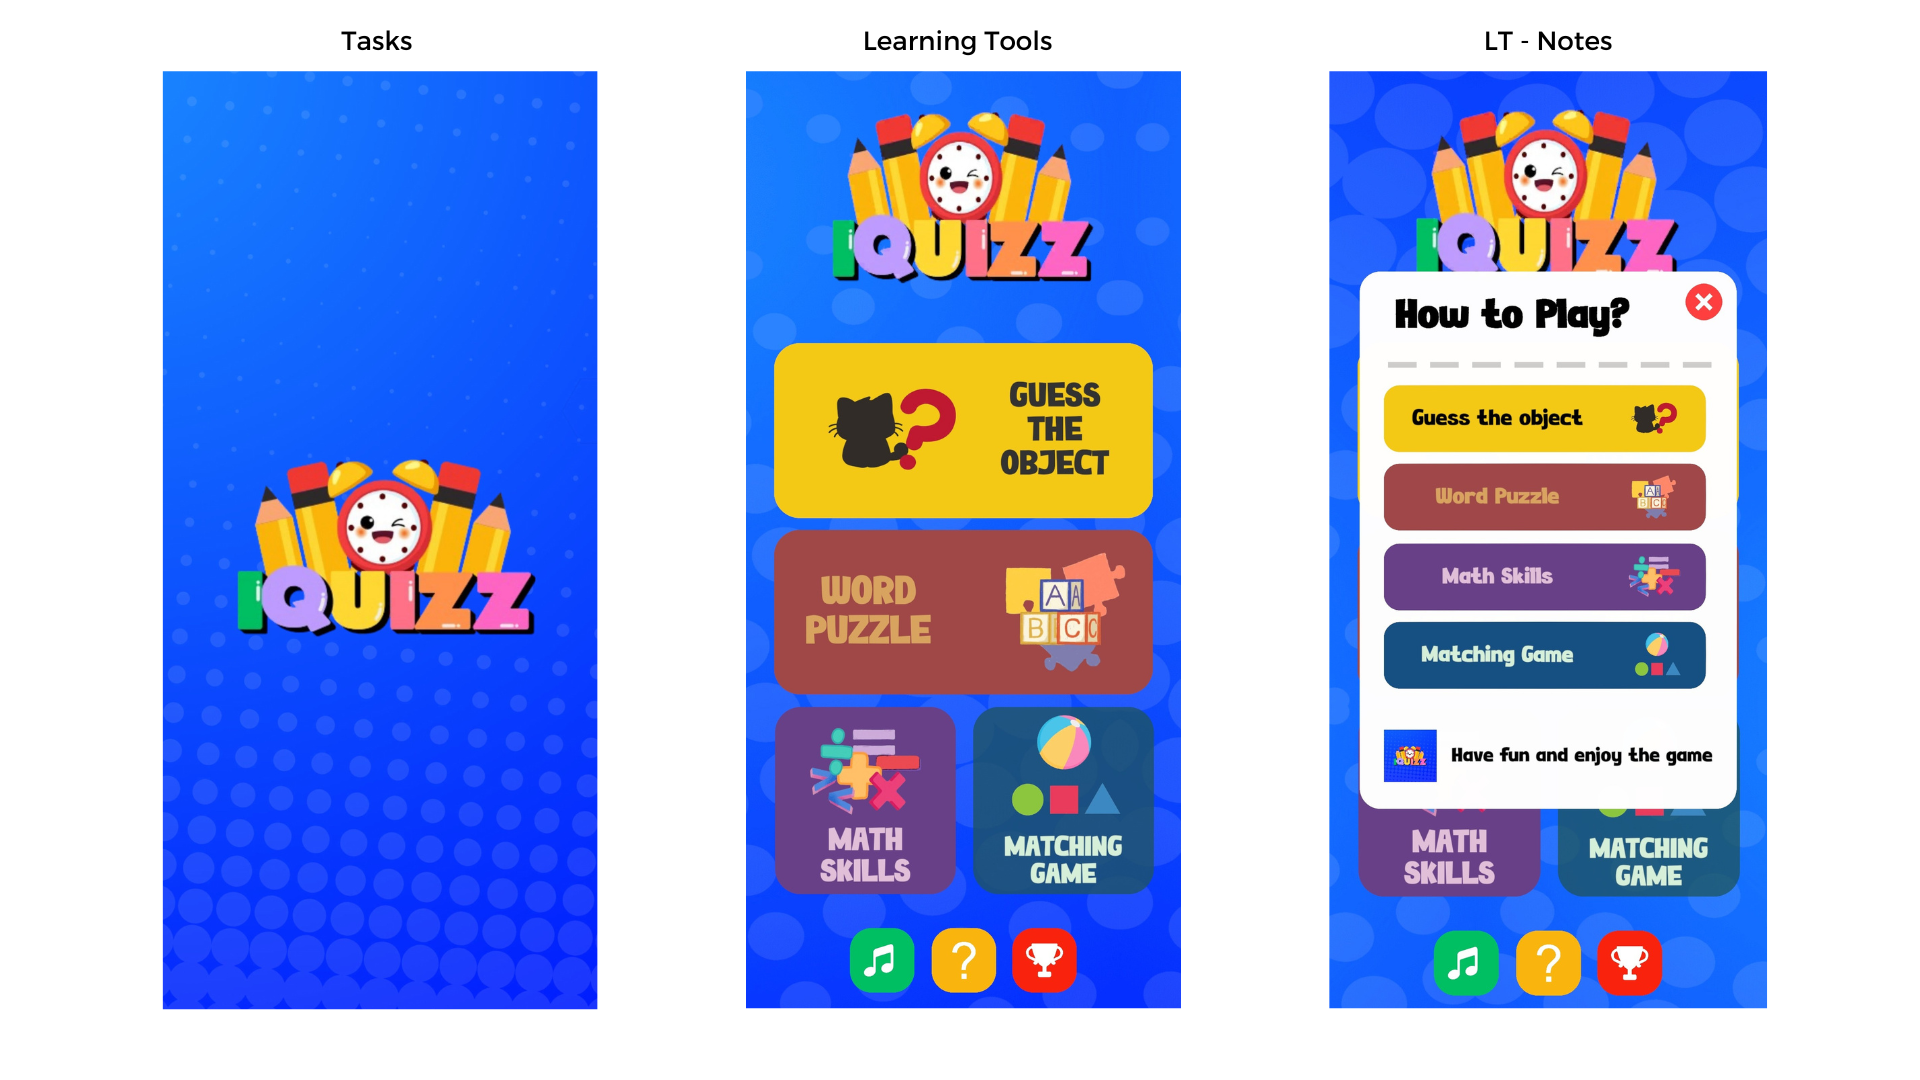 Tasks
Learning Tools
LT - Notes
IQUIZZ
IQUIZZ
GUESS
THE
OBJECT
WORD
PUZZLE
A A
B C C
MATH
SKILLS
MATCHING
GAME
?
IQUIZZ
How to Play?
Guess the object
Word Puzzle
Math Skills
Matching Game
IQUIZZ
Have fun and enjoy the game
MATH
SKILLS
MATCHING
GAME
?